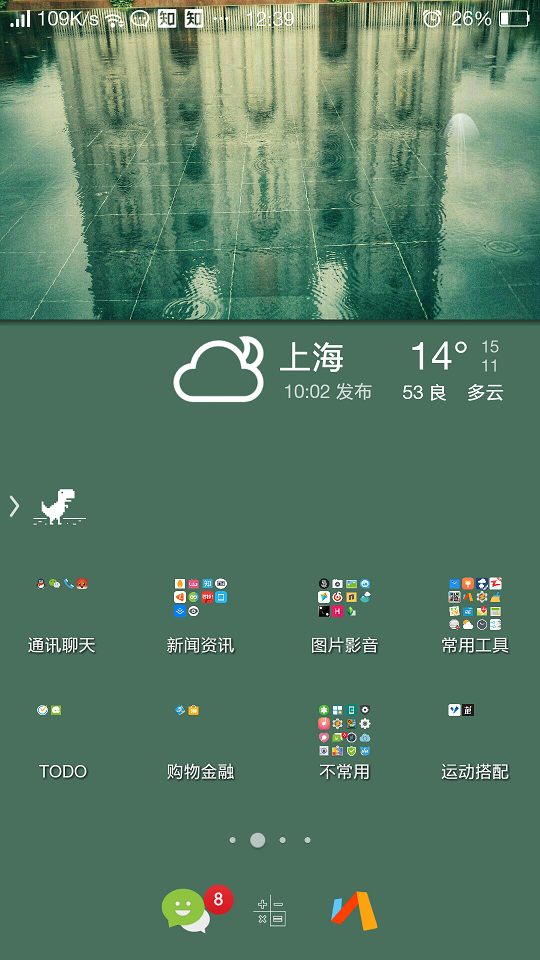 109K/s 知 知 ... 12:39 26%
上海 14° 15
11
10:02 发布 53 良 多云
通讯聊天 新闻资讯 图片影音 常用工具
TODO 购物金融 不常用 运动搭配
8